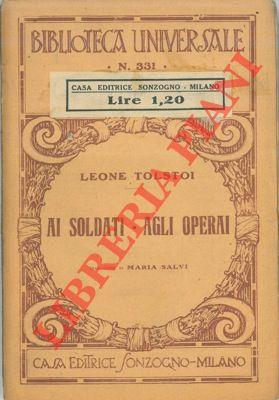 BIBLIOTECA UNIVERSALE
N. 331
CASA EDITRICE SONZOGNO - MILANO
Lire 1,20
LEONE TOLSTOI
AI SOLDATI - AGLI OPERAI
MARIA SALVI
CASA EDITRICE SONZOGNO-MILANO
LIBRERIA PIANI